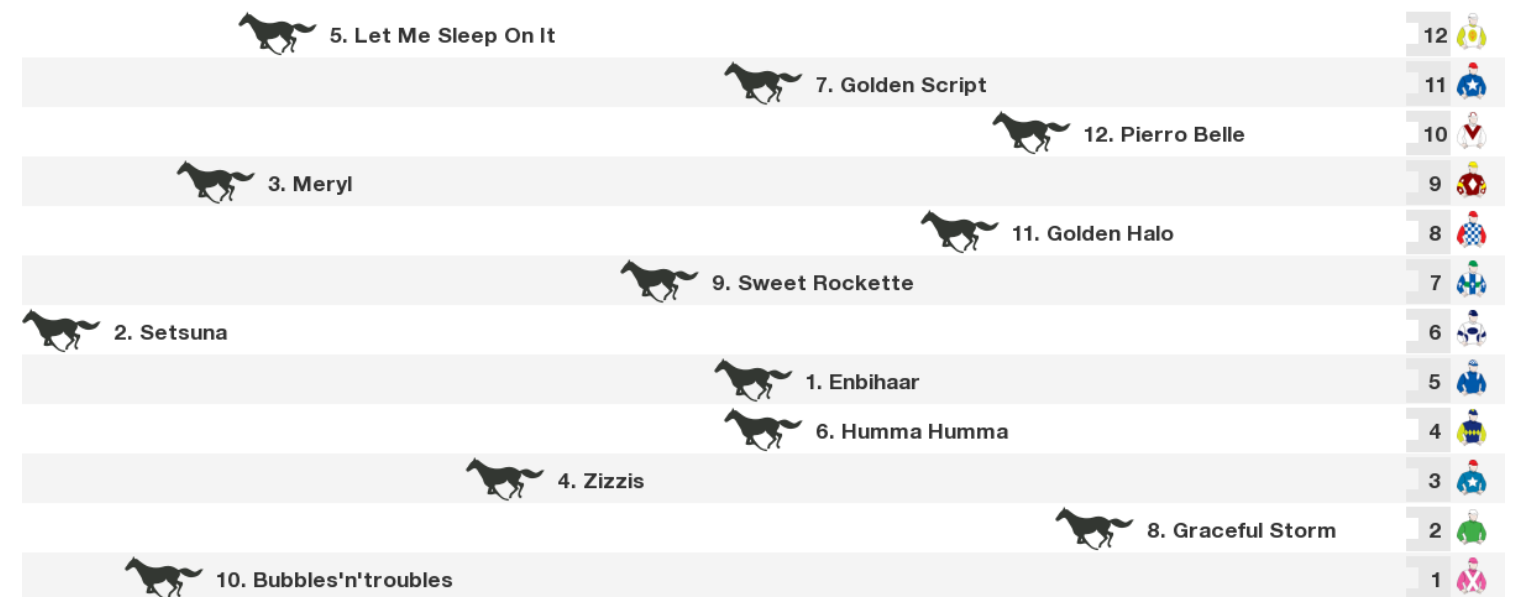 5. Let Me Sleep On It 12
7. Golden Script 11
12. Pierro Belle 10
3. Meryl 9
11. Golden Halo 8
9. Sweet Rockette 7
2. Setsuna 6
1. Enbihaar 5
6. Humma Humma 4
4. Zizzis 3
8. Graceful Storm 2
10. Bubbles'n'troubles 1